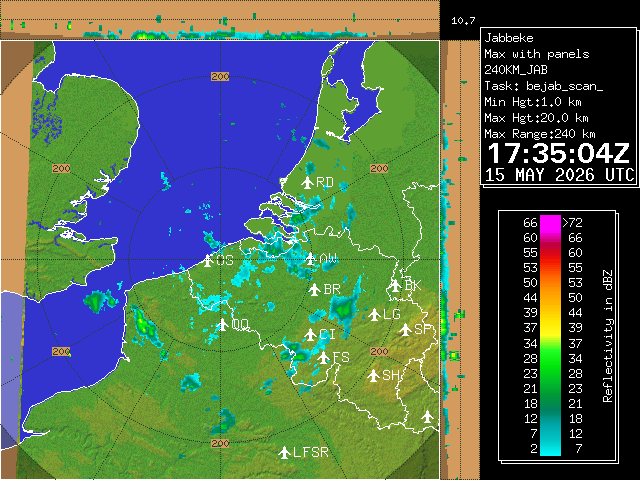 10.7
Jabbeke
Max with panels
240KM_JAB
Task: bejab_scan_
Min Hgt:1.0 km
Max Hgt:20.0 km
Max Range:240 km
17:35:04Z
15 MAY 2026 UTC
200
200
200
RD
OS
AW
BR
BK
LG
SP
QO
CI
FS
SH
200
200
200
LFSR
66 >72
60 66
55 60
53 55
50 53
44 50
39 44
37 39
34 37
28 34
23 28
21 23
18 21
12 18
7 12
2 7
Reflectivity in dBZ